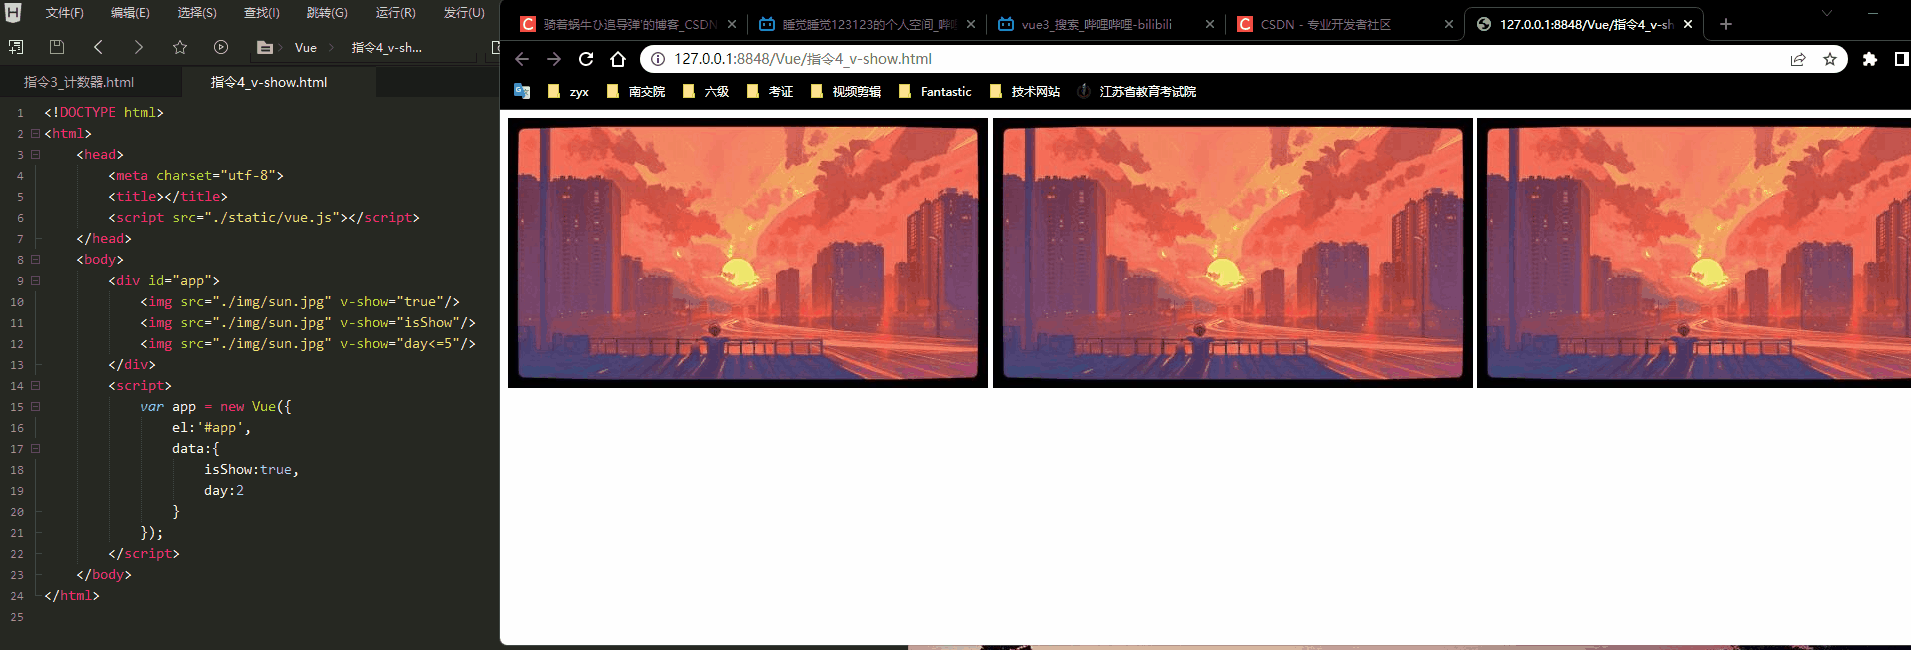 文件(F) 编辑(E) 选择(S) 查找(I) 跳转(G) 运行(R) 发行(U)
Vue 指令4_v-sh...
指令3_计数器.html 指令4_v-show.html
1 <!DOCTYPE html>
2 <html>
3 <head>
4 <meta charset="utf-8">
5 <title></title>
6 <script src="./static/vue.js"></script>
7 </head>
8 <body>
9 <div id="app">
10 <img src="./img/sun.jpg" v-show="true"/>
11 <img src="./img/sun.jpg" v-show="isShow"/>
12 <img src="./img/sun.jpg" v-show="day<=5"/>
13 </div>
14 <script>
15 var app = new Vue({
16 el:'#app',
17 data:{
18 isShow:true,
19 day:2
20 }
21 });
22 </script>
23 </body>
24 </html>
25
骑着蜗牛ひ追导弹'的博客_CSDN 睡觉睡觉123123的个人空间_哔 vue3_搜索_哔哩哔哩-bilibili CSDN - 专业开发者社区 127.0.0.1:8848/Vue/指令4_v-sh
127.0.0.1:8848/Vue/指令4_v-show.html
zyx 南交院 六级 考证 视频剪辑 Fantastic 技术网站 江苏省教育考试院